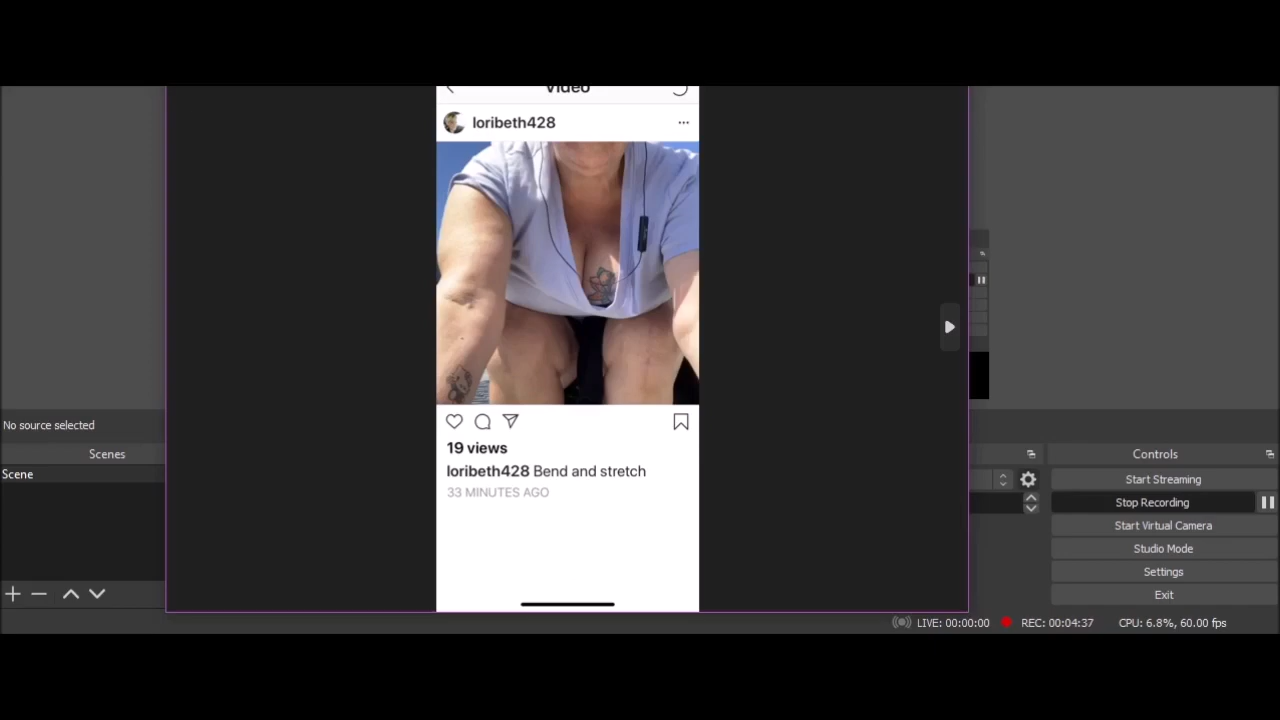 Video
loribeth428
19 views
loribeth428 Bend and stretch
33 MINUTES AGO
No source selected
Scenes
Scene
Controls
Start Streaming
Stop Recording
Start Virtual Camera
Studio Mode
Settings
Exit
LIVE: 00:00:00 REC: 00:04:37 CPU: 6.8%, 60.00 fps